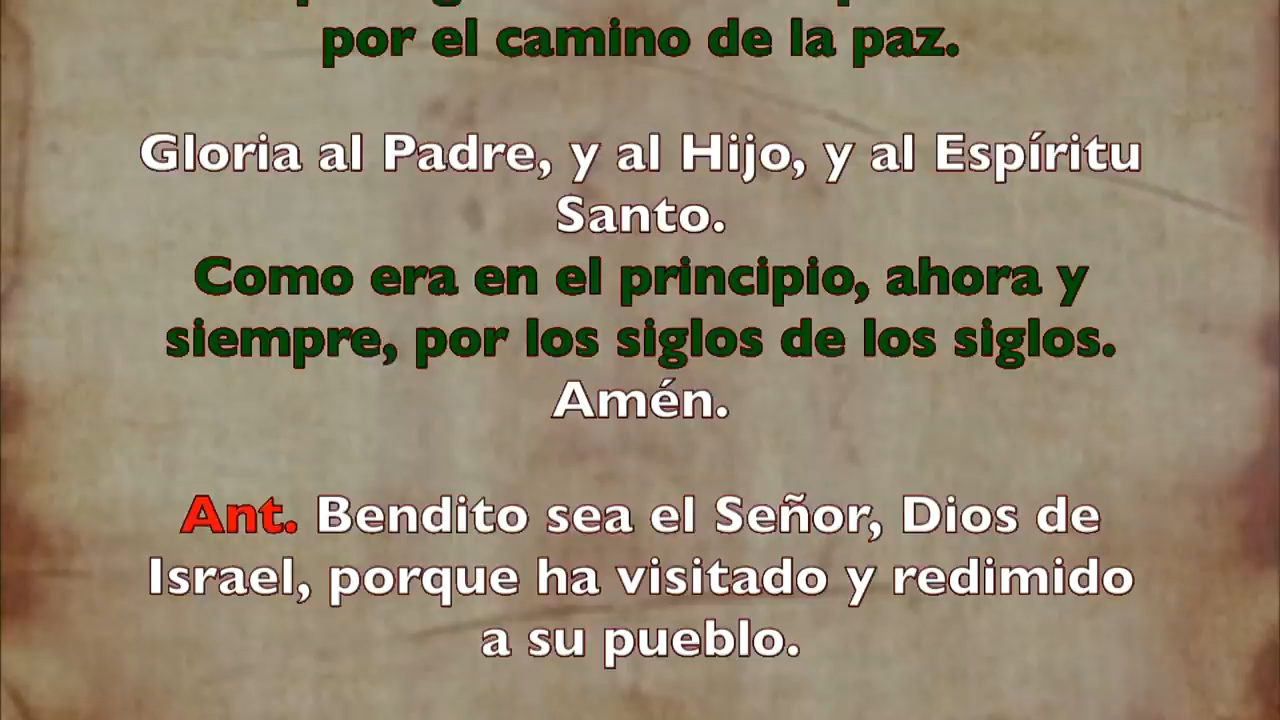 por el camino de la paz.
Gloria al Padre, y al Hijo, y al Espíritu
Santo.
Como era en el principio, ahora y
siempre, por los siglos de los siglos.
Amén.
Ant. Bendito sea el Señor, Dios de
Israel, porque ha visitado y redimido
a su pueblo.